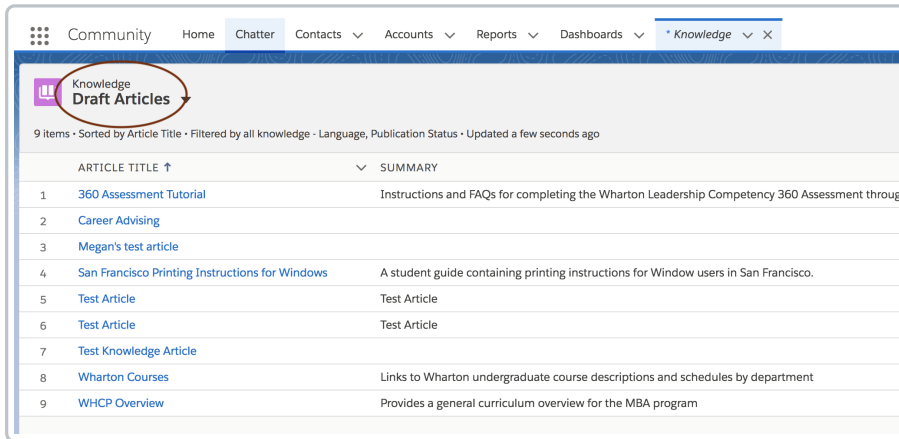 Community Home Chatter Contacts Accounts Reports Dashboards * Knowledge
Knowledge
Draft Articles
9 items • Sorted by Article Title • Filtered by all knowledge - Language, Publication Status • Updated a few seconds ago
ARTICLE TITLE SUMMARY
1 360 Assessment Tutorial Instructions and FAQs for completing the Wharton Leadership Competency 360 Assessment throug
2 Career Advising
3 Megan's test article
4 San Francisco Printing Instructions for Windows A student guide containing printing instructions for Window users in San Francisco.
5 Test Article Test Article
6 Test Article Test Article
7 Test Knowledge Article
8 Wharton Courses Links to Wharton undergraduate course descriptions and schedules by department
9 WHCP Overview Provides a general curriculum overview for the MBA program